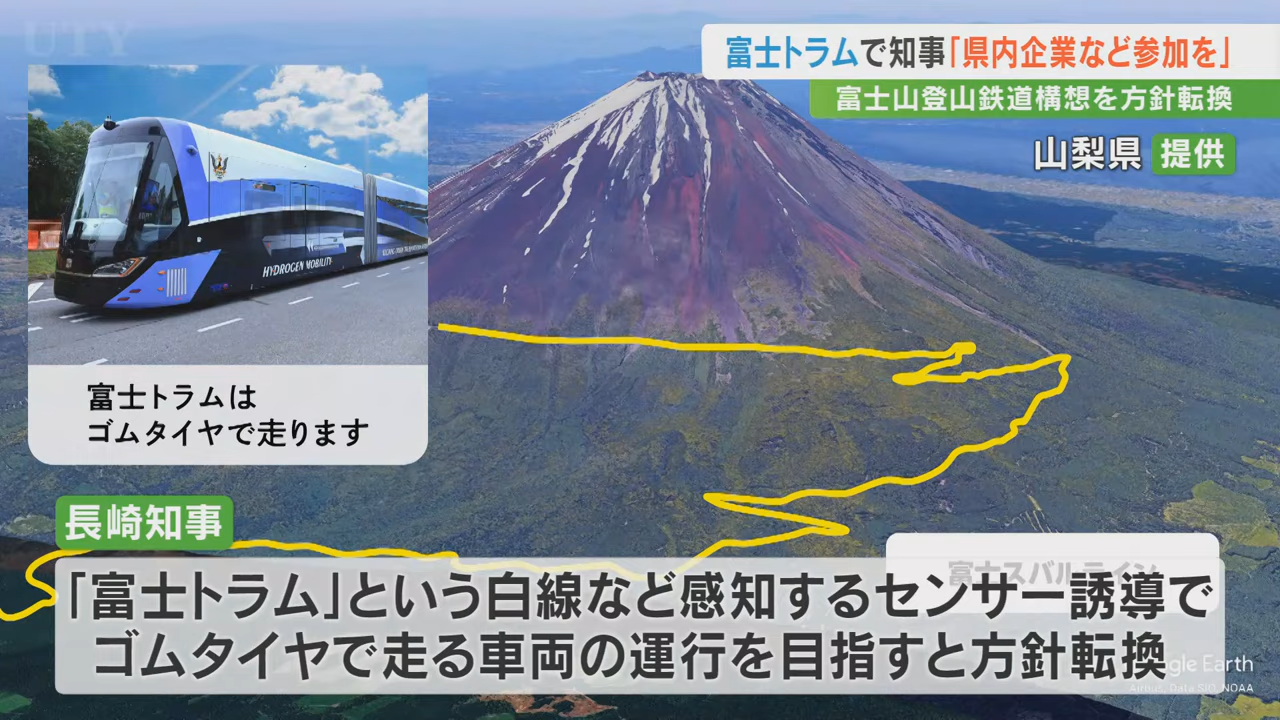 UTY
富士トラムで知事「県内企業など参加を」
富士山登山鉄道構想を方針転換
山梨県 提供
HYDROGEN MOBILITY
富士トラムは
ゴムタイヤで走ります
長崎知事
富士スバルライン
「富士トラム」という白線など感知するセンサー誘導で
ゴムタイヤで走る車両の運行を目指すと方針転換
gle Earth
Data SIO, NOAA